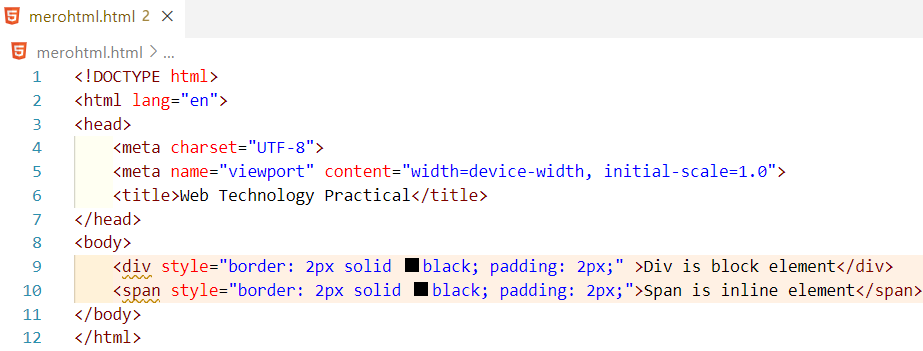 merohtml.html 2 ×
merohtml.html > ...
1 <!DOCTYPE html>
2 <html lang="en">
3 <head>
4     <meta charset="UTF-8">
5     <meta name="viewport" content="width=device-width, initial-scale=1.0">
6     <title>Web Technology Practical</title>
7 </head>
8 <body>
9     <div style="border: 2px solid black; padding: 2px;" >Div is block element</div>
10     <span style="border: 2px solid black; padding: 2px;">Span is inline element</span>
11 </body>
12 </html>